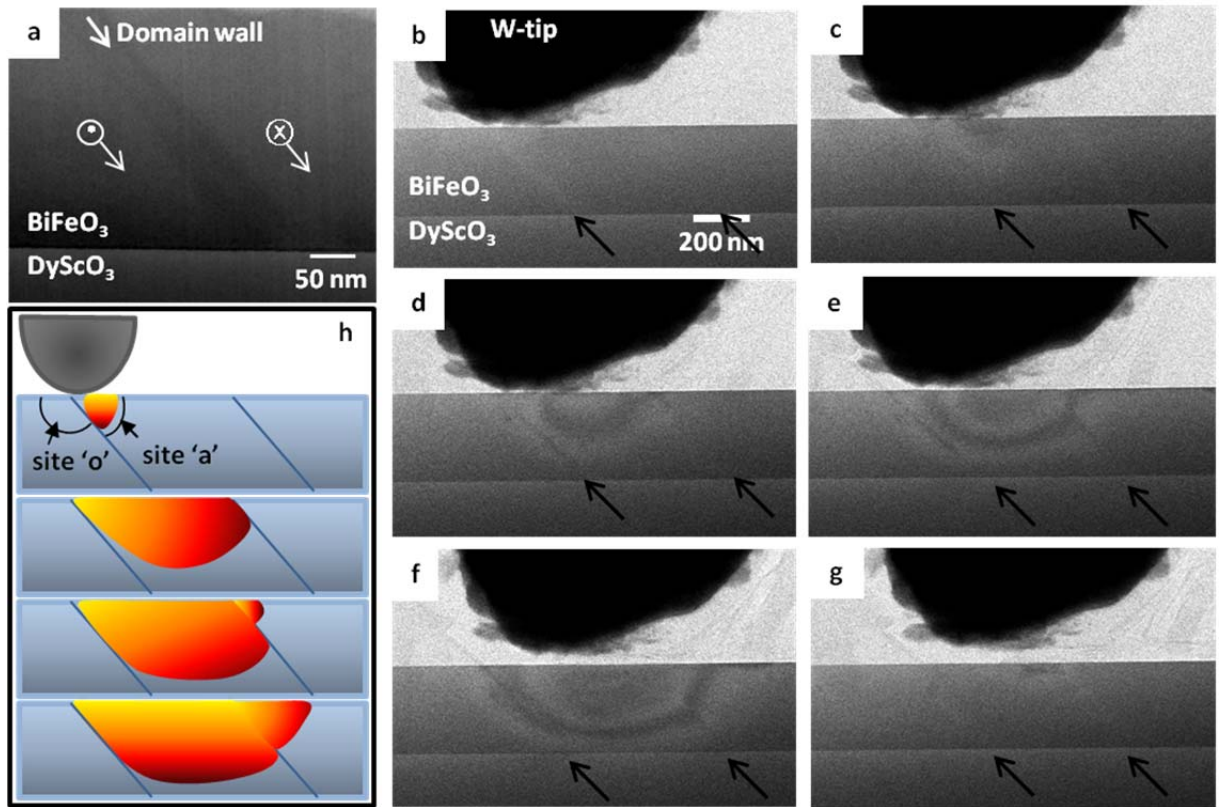 a
Domain wall
BiFeO₃
DyScO₃
50 nm
b
W-tip
BiFeO₃
DyScO₃
200 nm
c
d
e
f
g
h
site 'o'
site 'a'